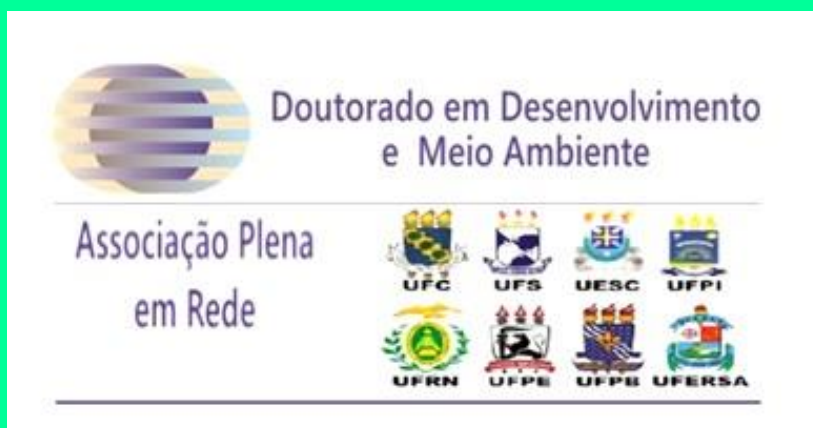 Doutorado em Desenvolvimento
e Meio Ambiente
Associação Plena
em Rede
UFC UFS UESC UFPI
UFRN UFPE UFPB UFERSA